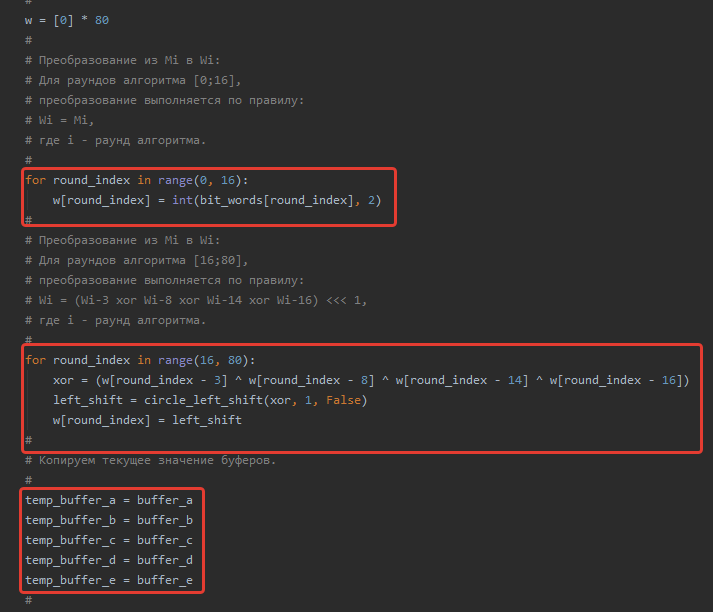 #
w = [0] * 80
#
# Преобразование из Mi в Wi:
# Для раундов алгоритма [0;16],
# преобразование выполняется по правилу:
# Wi = Mi,
# где i - раунд алгоритма.
#
for round_index in range(0, 16):
    w[round_index] = int(bit_words[round_index], 2)
#
# Преобразование из Mi в Wi:
# Для раундов алгоритма [16;80],
# преобразование выполняется по правилу:
# Wi = (Wi-3 xor Wi-8 xor Wi-14 xor Wi-16) <<< 1,
# где i - раунд алгоритма.
#
for round_index in range(16, 80):
    xor = (w[round_index - 3] ^ w[round_index - 8] ^ w[round_index - 14] ^ w[round_index - 16])
    left_shift = circle_left_shift(xor, 1, False)
    w[round_index] = left_shift
#
# Копируем текущее значение буферов.
#
temp_buffer_a = buffer_a
temp_buffer_b = buffer_b
temp_buffer_c = buffer_c
temp_buffer_d = buffer_d
temp_buffer_e = buffer_e
#